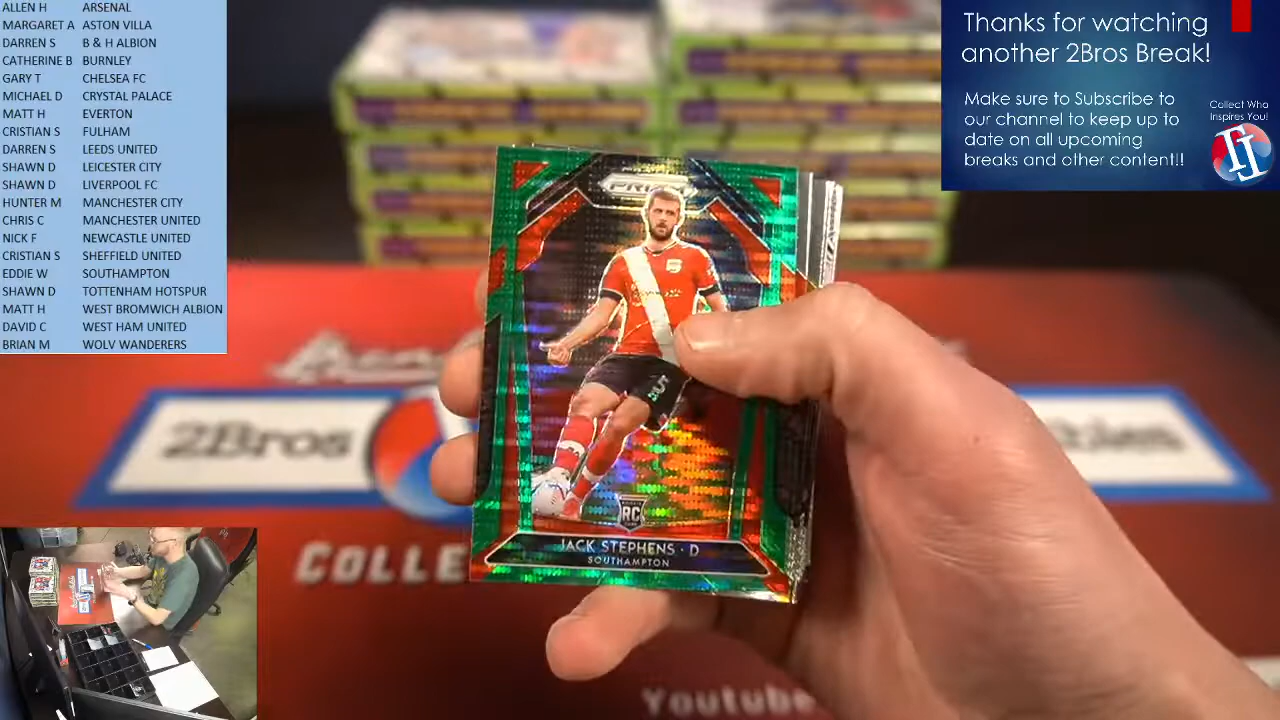 ALLEN H ARSENAL
MARGARET A ASTON VILLA
DARREN S B & H ALBION
CATHERINE B BURNLEY
GARY T CHELSEA FC
MICHAEL D CRYSTAL PALACE
MATT H EVERTON
CRISTIAN S FULHAM
DARREN S LEEDS UNITED
SHAWN D LEICESTER CITY
SHAWN D LIVERPOOL FC
HUNTER M MANCHESTER CITY
CHRIS C MANCHESTER UNITED
NICK F NEWCASTLE UNITED
CRISTIAN S SHEFFIELD UNITED
EDDIE W SOUTHAMPTON
SHAWN D TOTTENHAM HOTSPUR
MATT H WEST BROMWICH ALBION
DAVID C WEST HAM UNITED
BRIAN M WOLV WANDERERS
Thanks for watching
another 2Bros Break!
Make sure to Subscribe to
our channel to keep up to
date on all upcoming
breaks and other content!!
Collect Who
Inspires You!
PRIZM
5
RC
JACK STEPHENS · D
SOUTHAMPTON
2Bros
COLLE
Youtube